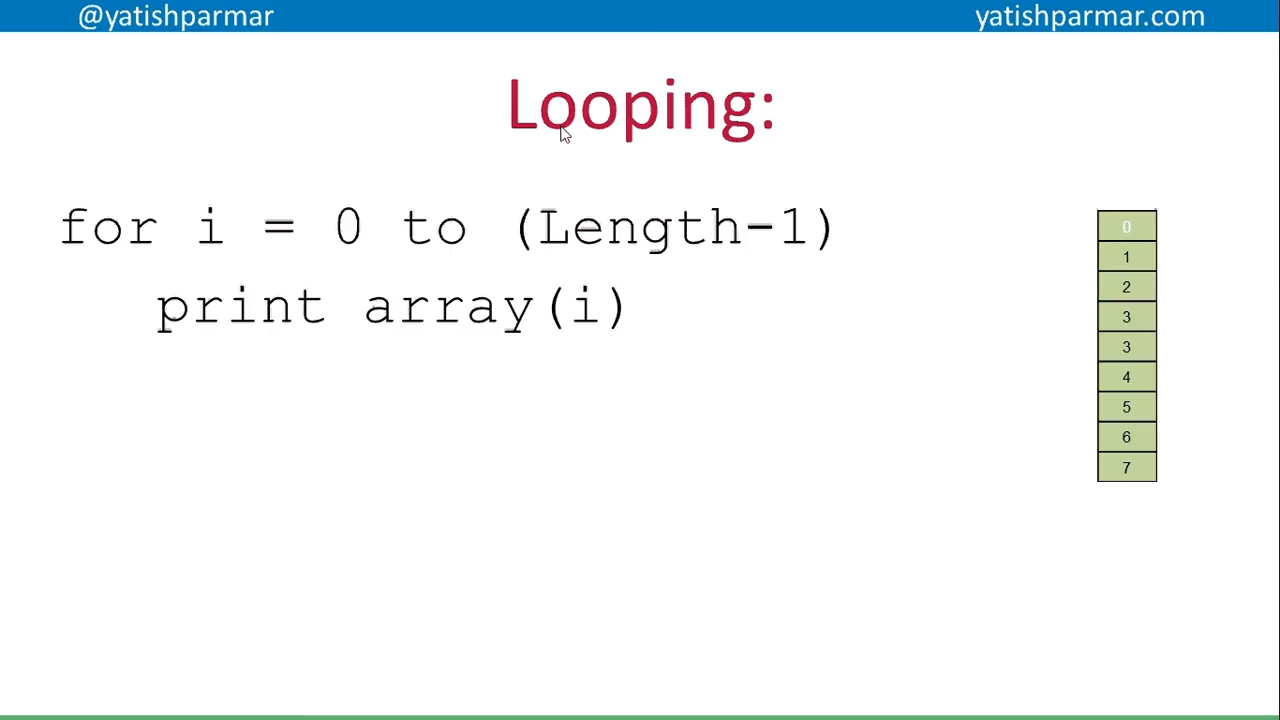 @yatishparmar
yatishparmar.com
Looping:
for i = 0 to (Length-1)
print array(i)
0
1
2
3
3
4
5
6
7